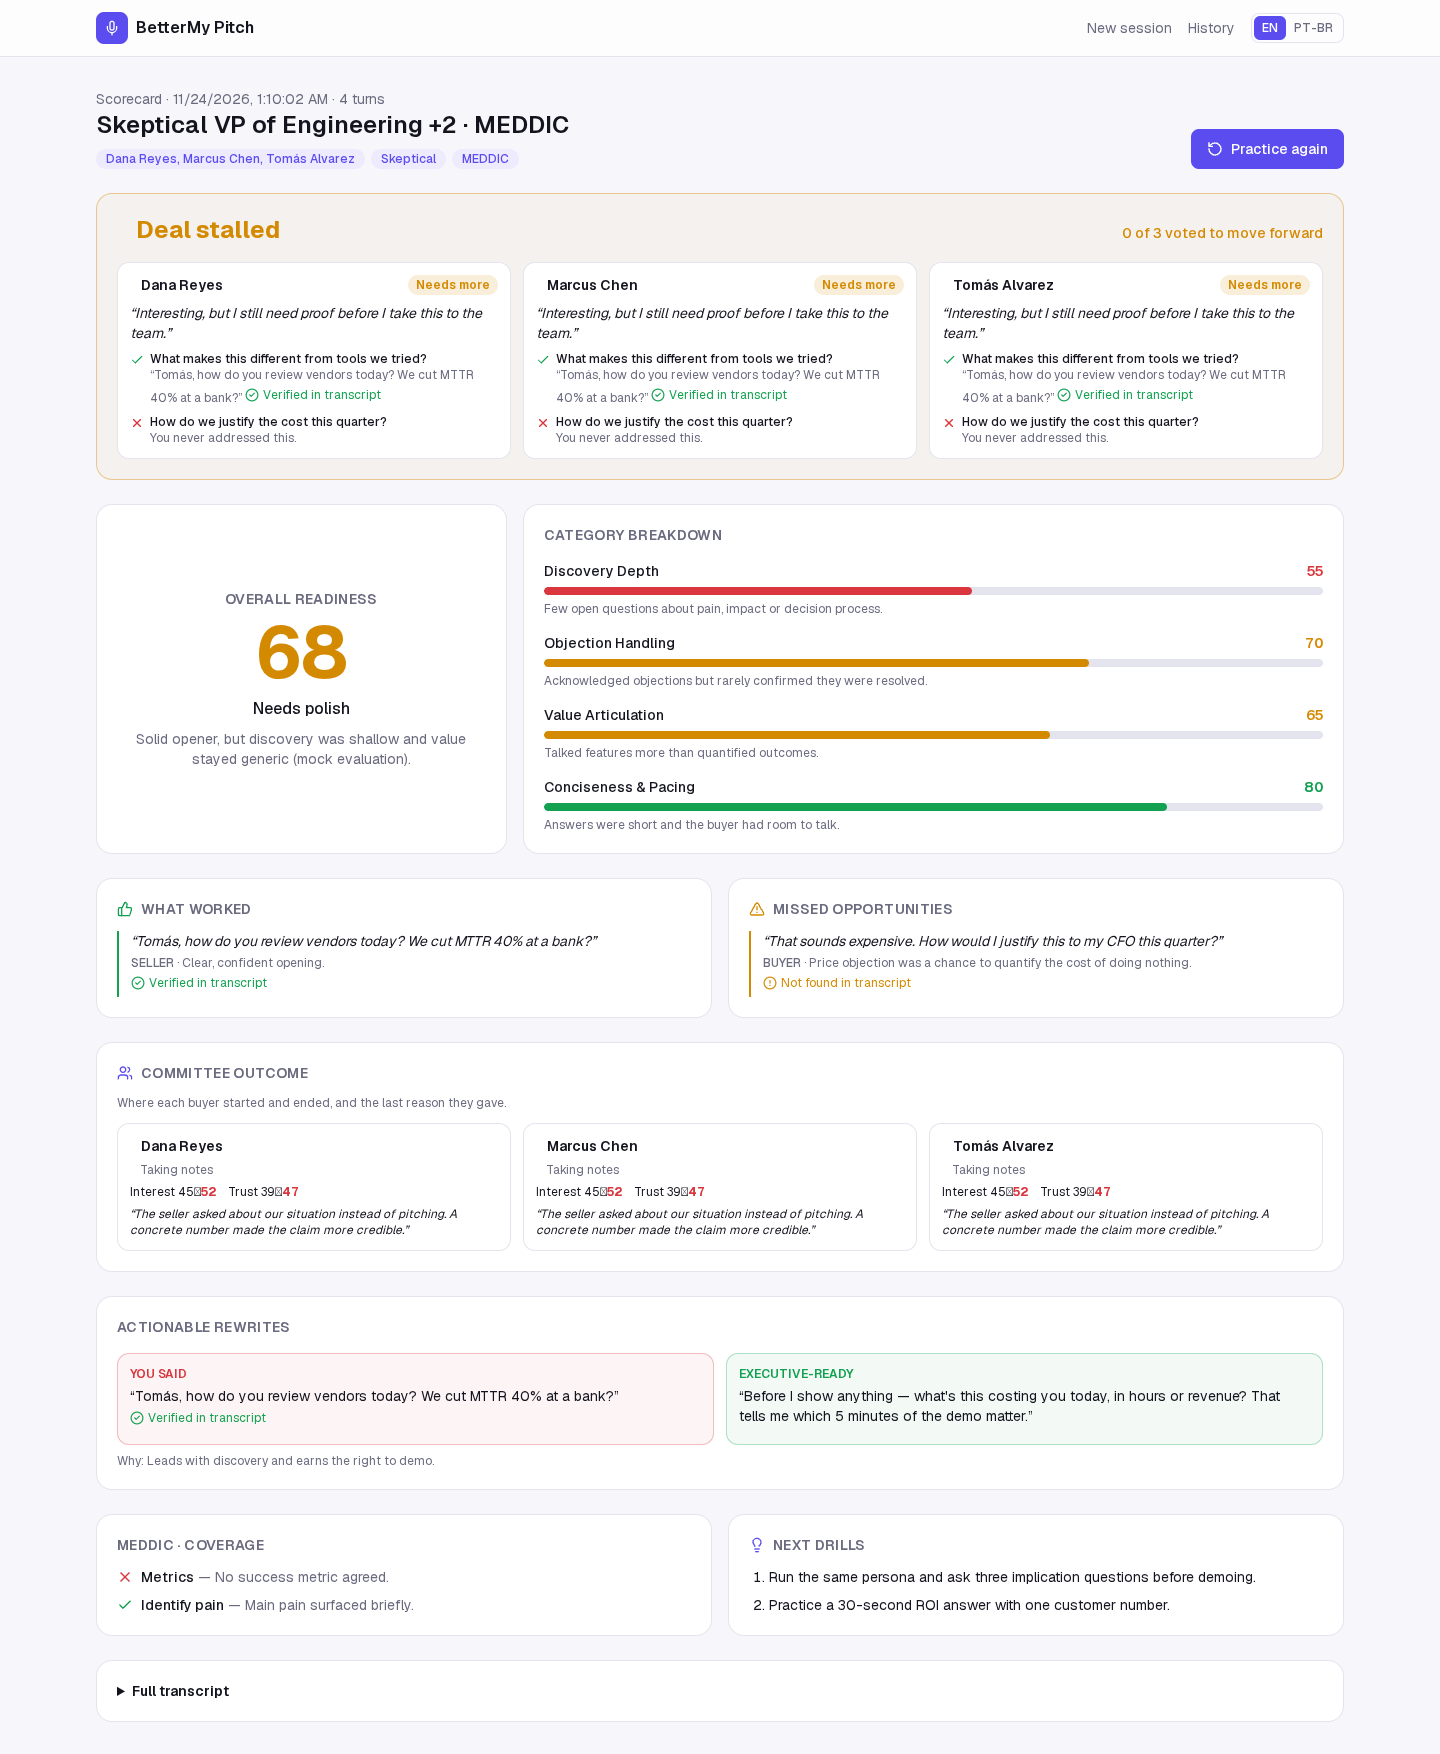 BetterMy Pitch
New session
History
EN
PT-BR
Scorecard · 11/24/2026, 1:10:02 AM · 4 turns
Skeptical VP of Engineering +2 · MEDDIC
Dana Reyes, Marcus Chen, Tomás Alvarez
Skeptical
MEDDIC
Practice again
Deal stalled
0 of 3 voted to move forward
Dana Reyes
Needs more
“Interesting, but I still need proof before I take this to the
team.”
What makes this different from tools we tried?
“Tomás, how do you review vendors today? We cut MTTR
40% at a bank?” Verified in transcript
How do we justify the cost this quarter?
You never addressed this.
Marcus Chen
Needs more
“Interesting, but I still need proof before I take this to the
team.”
What makes this different from tools we tried?
“Tomás, how do you review vendors today? We cut MTTR
40% at a bank?” Verified in transcript
How do we justify the cost this quarter?
You never addressed this.
Tomás Alvarez
Needs more
“Interesting, but I still need proof before I take this to the
team.”
What makes this different from tools we tried?
“Tomás, how do you review vendors today? We cut MTTR
40% at a bank?” Verified in transcript
How do we justify the cost this quarter?
You never addressed this.
OVERALL READINESS
68
Needs polish
Solid opener, but discovery was shallow and value
stayed generic (mock evaluation).
CATEGORY BREAKDOWN
Discovery Depth 55
Few open questions about pain, impact or decision process.
Objection Handling 70
Acknowledged objections but rarely confirmed they were resolved.
Value Articulation 65
Talked features more than quantified outcomes.
Conciseness & Pacing 80
Answers were short and the buyer had room to talk.
WHAT WORKED
“Tomás, how do you review vendors today? We cut MTTR 40% at a bank?”
SELLER · Clear, confident opening.
Verified in transcript
MISSED OPPORTUNITIES
“That sounds expensive. How would I justify this to my CFO this quarter?”
BUYER · Price objection was a chance to quantify the cost of doing nothing.
Not found in transcript
COMMITTEE OUTCOME
Where each buyer started and ended, and the last reason they gave.
Dana Reyes
Taking notes
Interest 45 52 Trust 39 47
“The seller asked about our situation instead of pitching. A
concrete number made the claim more credible.”
Marcus Chen
Taking notes
Interest 45 52 Trust 39 47
“The seller asked about our situation instead of pitching. A
concrete number made the claim more credible.”
Tomás Alvarez
Taking notes
Interest 45 52 Trust 39 47
“The seller asked about our situation instead of pitching. A
concrete number made the claim more credible.”
ACTIONABLE REWRITES
YOU SAID
“Tomás, how do you review vendors today? We cut MTTR 40% at a bank?”
Verified in transcript
EXECUTIVE-READY
“Before I show anything — what's this costing you today, in hours or revenue? That
tells me which 5 minutes of the demo matter.”
Why: Leads with discovery and earns the right to demo.
MEDDIC · COVERAGE
Metrics — No success metric agreed.
Identify pain — Main pain surfaced briefly.
NEXT DRILLS
1. Run the same persona and ask three implication questions before demoing.
2. Practice a 30-second ROI answer with one customer number.
Full transcript